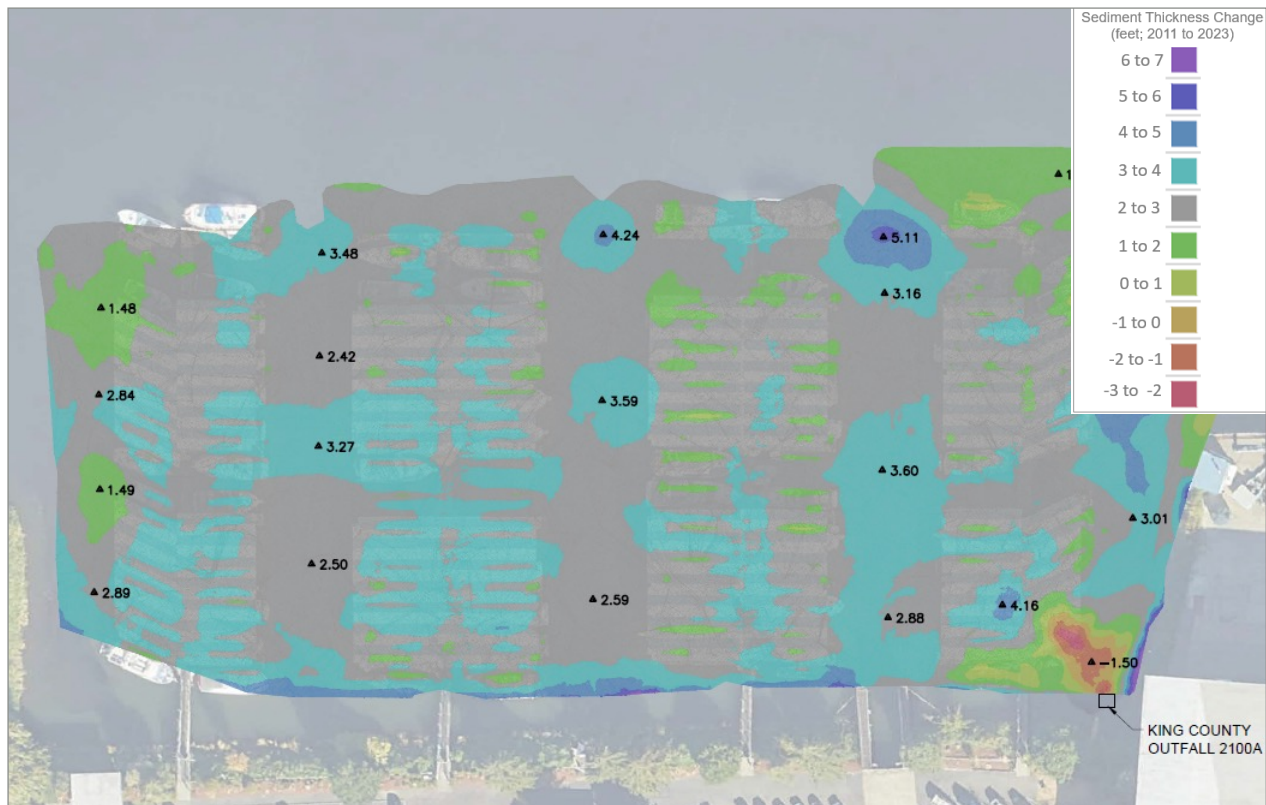 Sediment Thickness Change
(feet; 2011 to 2023)
6 to 7
5 to 6
4 to 5
3 to 4
2 to 3
1 to 2
0 to 1
-1 to 0
-2 to -1
-3 to -2
1
4.24
5.11
3.48
3.16
1.48
2.42
2.84
3.59
3.27
3.60
1.49
3.01
2.50
2.89
2.59
4.16
2.88
-1.50
KING COUNTY
OUTFALL 2100A